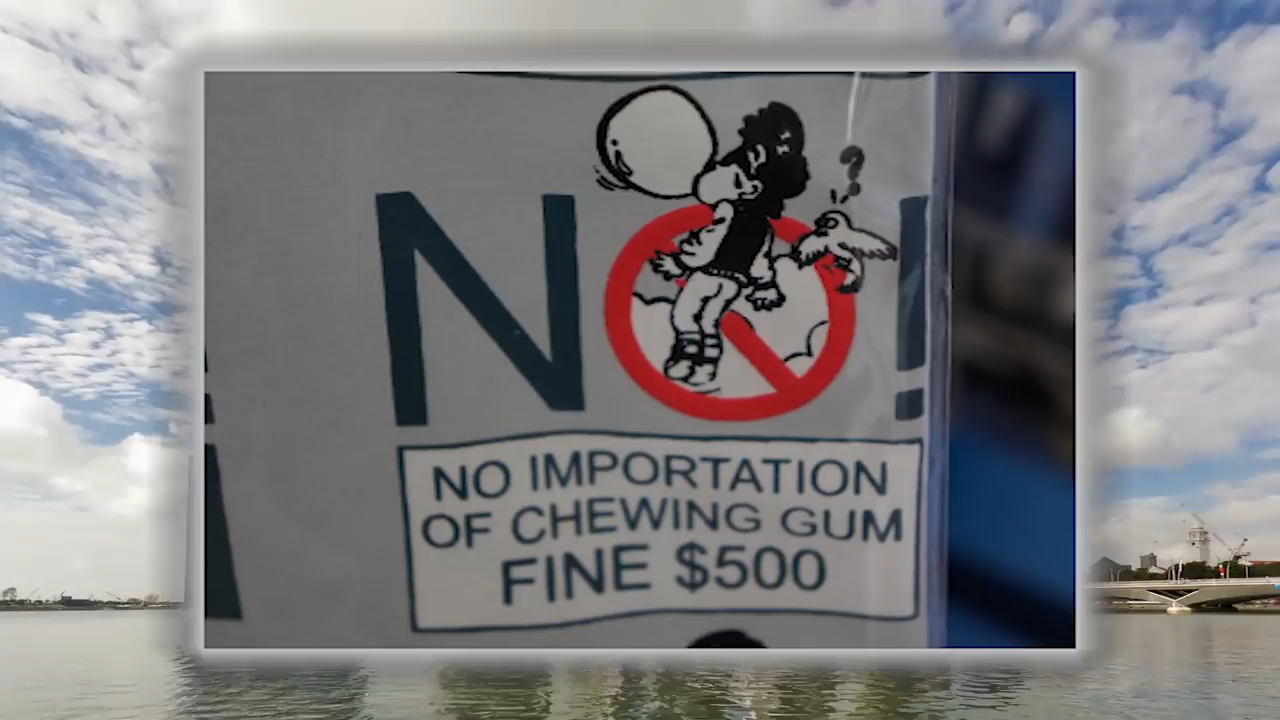 NO!
NO IMPORTATION
OF CHEWING GUM
FINE $500
?